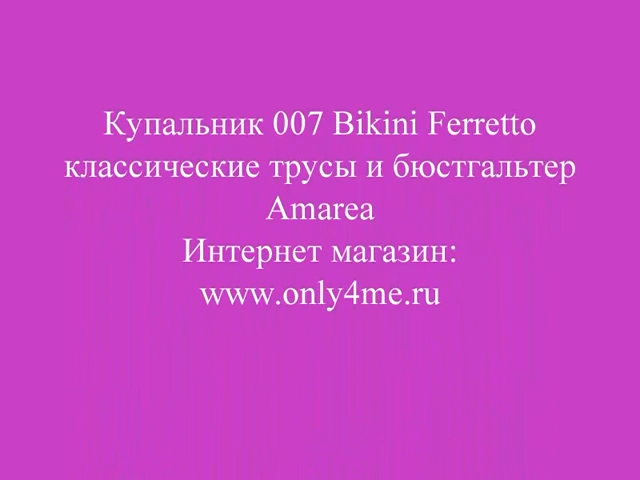 Купальник 007 Bikini Ferretto
классические трусы и бюстгальтер
Amarea
Интернет магазин:
www.only4me.ru